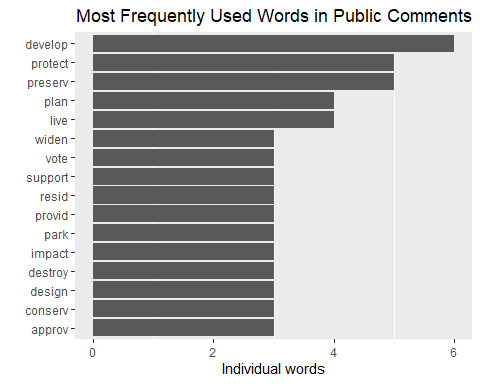 Most Frequently Used Words in Public Comments
develop
protect
preserv
plan
live
widen
vote
support
resid
provid
park
impact
destroy
design
conserv
approv
0 2 4 6
Individual words